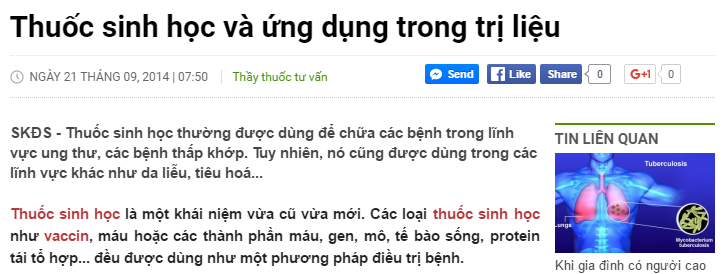 Thuốc sinh học và ứng dụng trong trị liệu
NGÀY 21 THÁNG 09, 2014 | 07:50
Thầy thuốc tư vấn
Send
Like
Share
0
G+1
0
SKĐS - Thuốc sinh học thường được dùng để chữa các bệnh trong lĩnh
vực ung thư, các bệnh thấp khớp. Tuy nhiên, nó cũng được dùng trong các
lĩnh vực khác như da liễu, tiêu hoá...
Thuốc sinh học là một khái niệm vừa cũ vừa mới. Các loại thuốc sinh học
như vaccin, máu hoặc các thành phần máu, gen, mô, tế bào sống, protein
tái tổ hợp... đều được dùng như một phương pháp điều trị bệnh.
TIN LIÊN QUAN
Tuberculosis
Lungs
Mycobacterium
tuberculosis
Khi gia đình có người cao